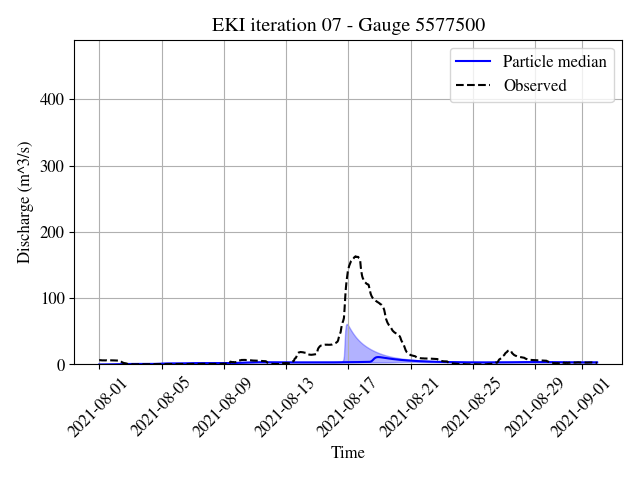 EKI iteration 07 - Gauge 5577500
Particle median
Observed
Discharge (m^3/s)
400
300
200
100
0
2021-08-01
2021-08-05
2021-08-09
2021-08-13
2021-08-17
2021-08-21
2021-08-25
2021-08-29
2021-09-01
Time